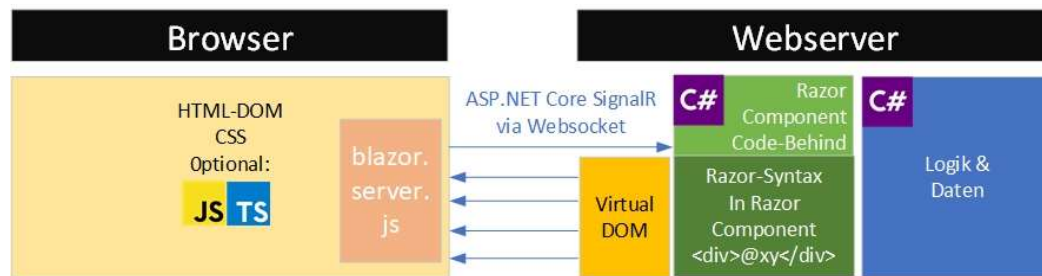 Browser
Webserver
HTML-DOM
CSS
Optional:
JS TS
blazor.
server.
js
ASP.NET Core SignalR
via Websocket
Virtual
DOM
C#
Razor
Component
Code-Behind
Razor-Syntax
In Razor
Component
<div>@xy</div>
C#
Logik &
Daten